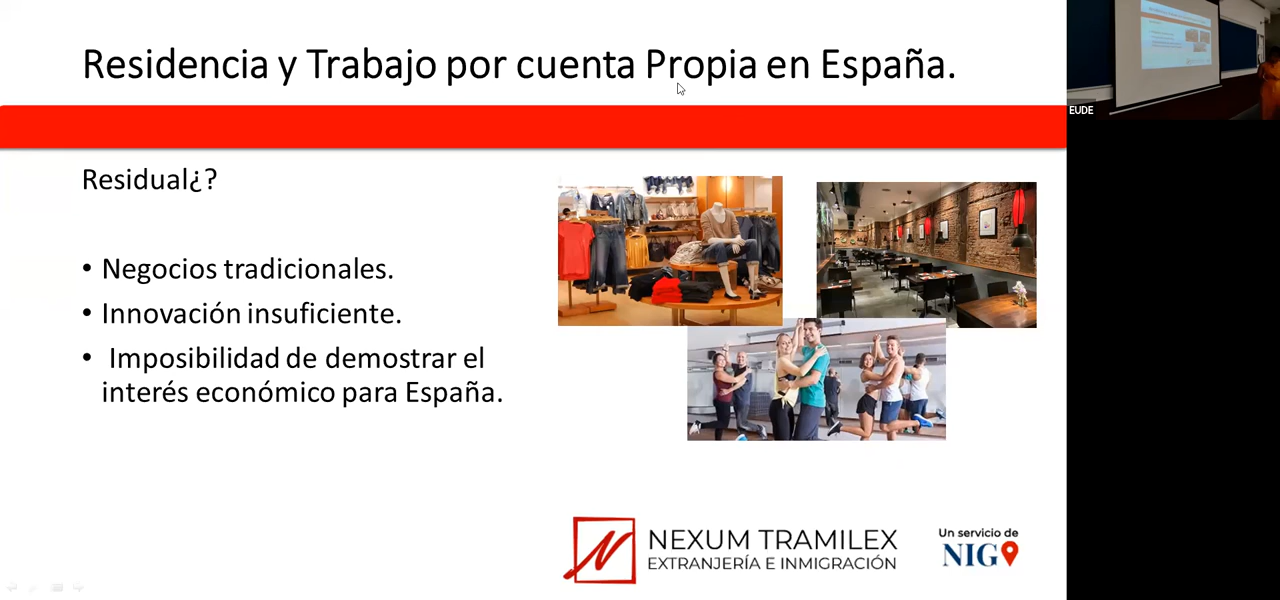 Residencia y Trabajo por cuenta Propia en España.
EUDE
Residual¿?
• Negocios tradicionales.
• Innovación insuficiente.
• Imposibilidad de demostrar el
interés económico para España.
NEXUM TRAMILEX
EXTRANJERÍA E INMIGRACIÓN
Un servicio de
NIG